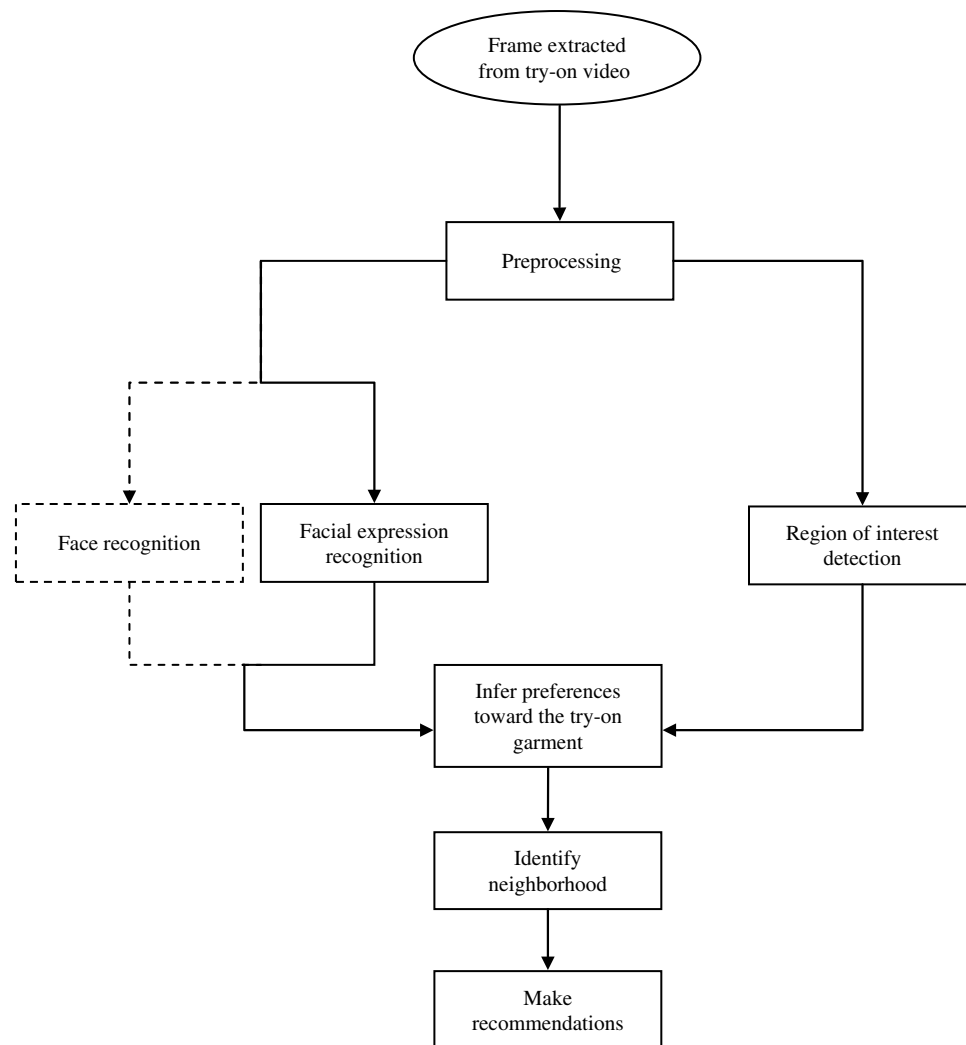 Frame extracted
from try-on video
Preprocessing
Face recognition
Facial expression
recognition
Region of interest
detection
Infer preferences
toward the try-on
garment
Identify
neighborhood
Make
recommendations